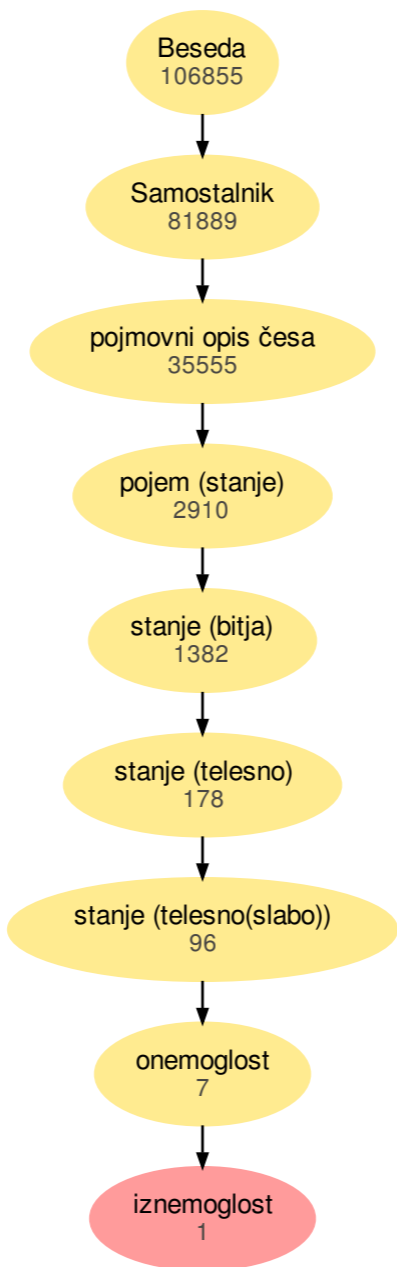 Beseda
106855
Samostalnik
81889
pojmovni opis česa
35555
pojem (stanje)
2910
stanje (bitja)
1382
stanje (telesno)
178
stanje (telesno(slabo))
96
onemoglost
7
iznemoglost
1